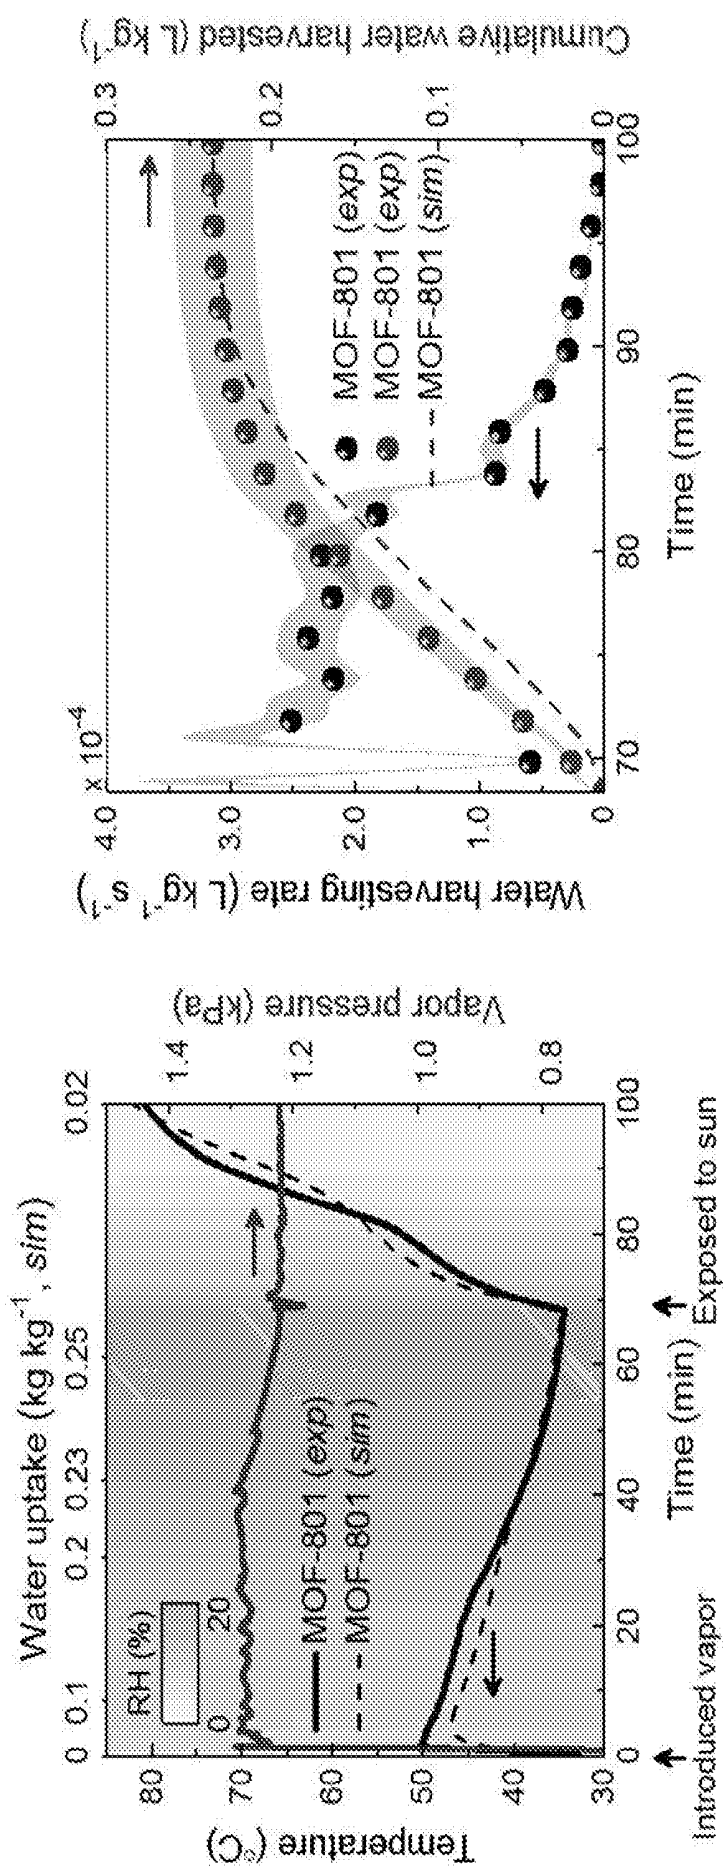 Water uptake (kg kg⁻¹, sim)
0 0.1 0.2 0.23 0.25 0.02
RH (%)
0 20
MOF-801 (exp)
MOF-801 (sim)
Temperature (°C)
80
70
60
50
40
30
Vapor pressure (kPa)
1.4
1.2
1.0
0.8
0 20 40 60 80 100
Time (min)
Introduced vapor
Exposed to sun
x 10⁻⁴
Water harvesting rate (L kg⁻¹ s⁻¹)
4.0
3.0
2.0
1.0
0
Cumulative water harvested (L kg⁻¹)
0.3
0.2
0.1
0
MOF-801 (exp)
MOF-801 (exp)
MOF-801 (sim)
70 80 90 100
Time (min)